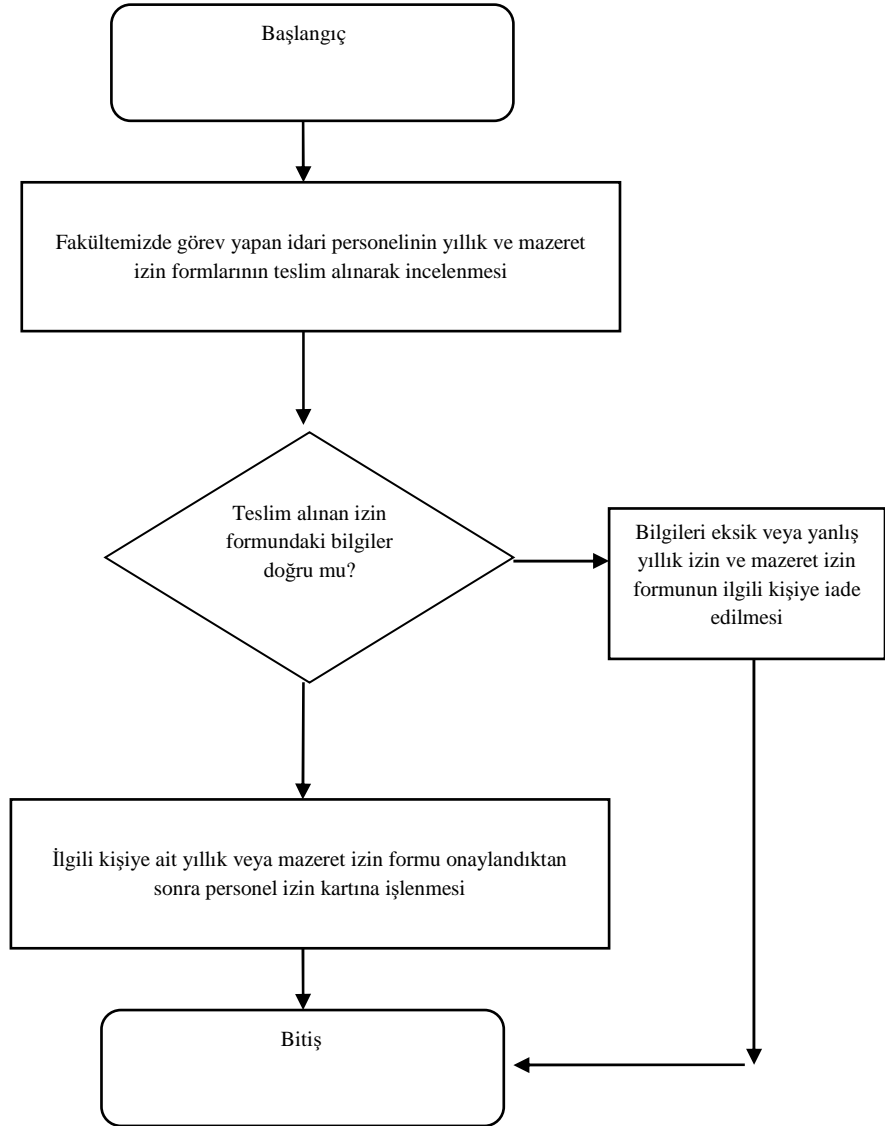 Başlangıç
Fakültemizde görev yapan idari personelinin yıllık ve mazeret
izin formlarının teslim alınarak incelenmesi
Teslim alınan izin
formundaki bilgiler
doğru mu?
Bilgileri eksik veya yanlış
yıllık izin ve mazeret izin
formunun ilgili kişiye iade
edilmesi
İlgili kişiye ait yıllık veya mazeret izin formu onaylandıktan
sonra personel izin kartına işlenmesi
Bitiş